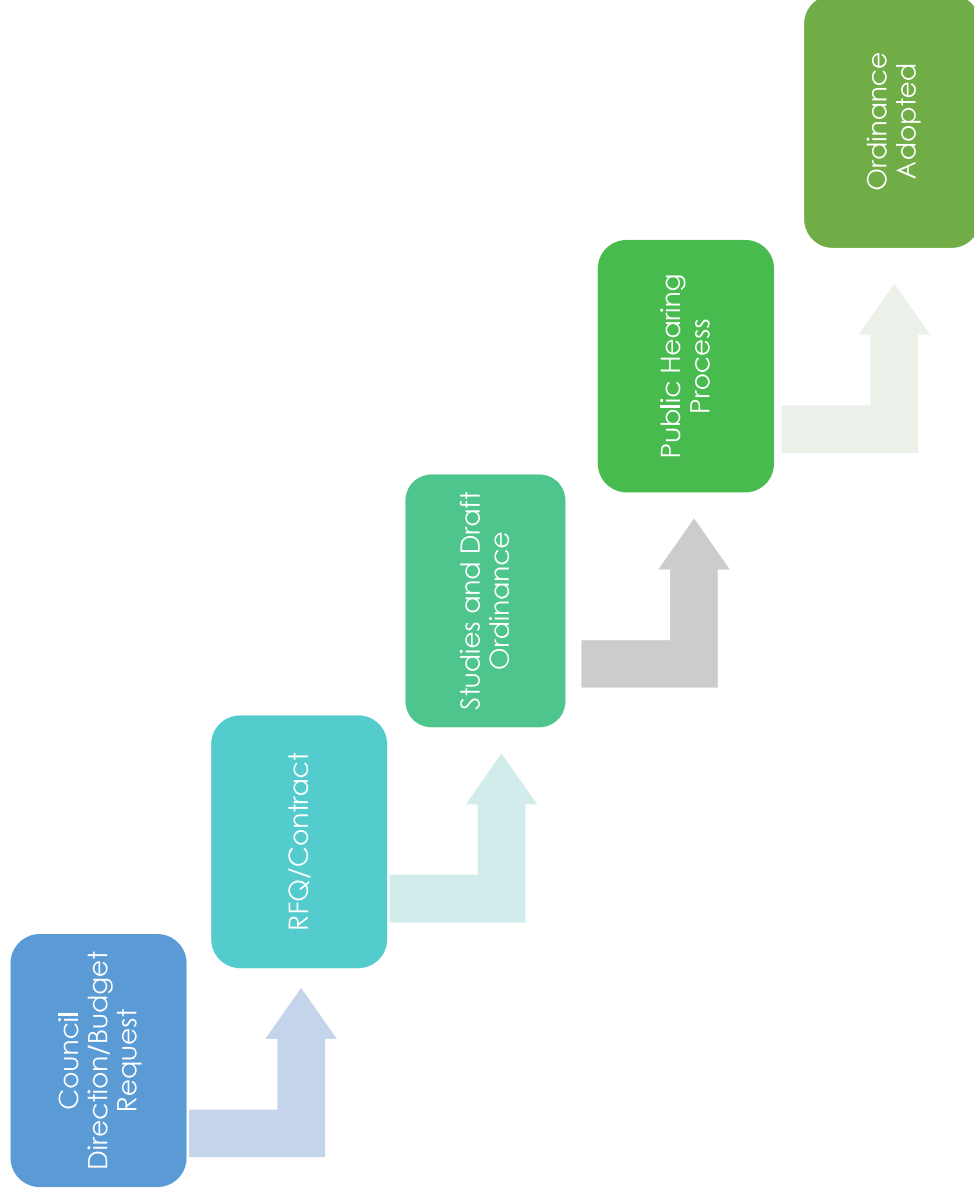 Council
Direction/Budget
Request
RFQ/Contract
Studies and Draft
Ordinance
Public Hearing
Process
Ordinance
Adopted